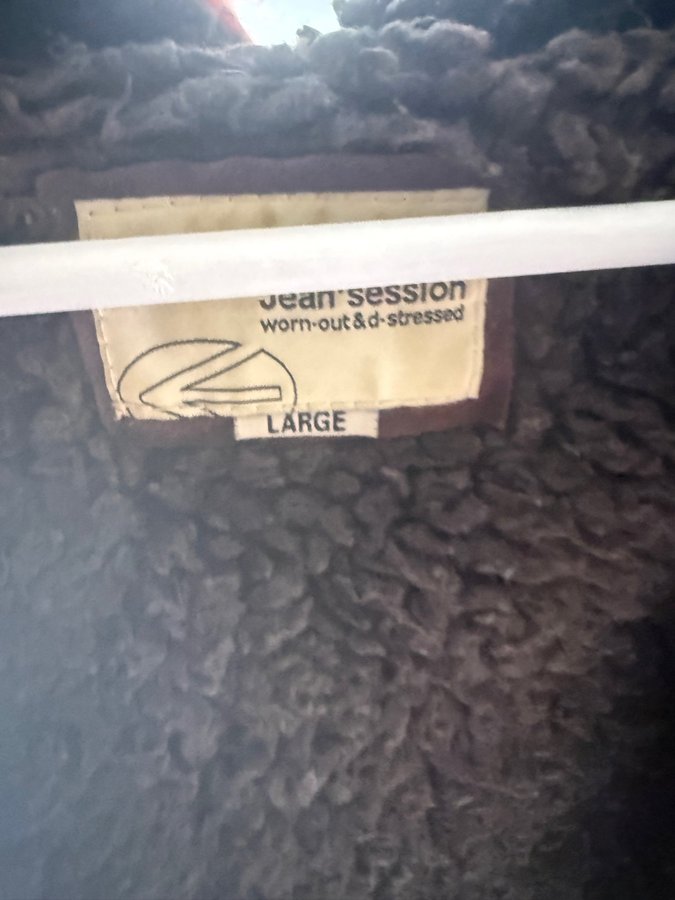 Jean session
worn-out & d-stressed
LARGE